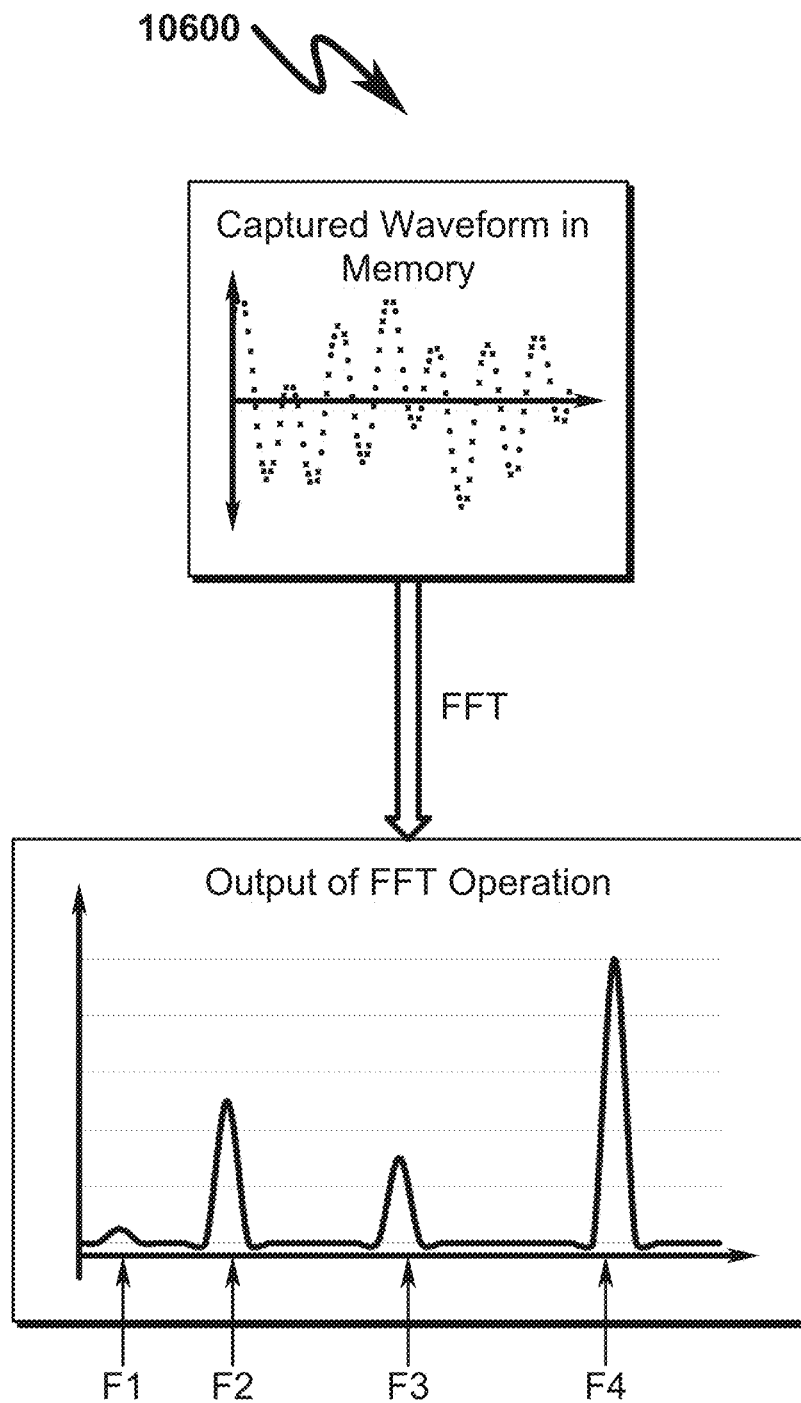 10600
Captured Waveform in
Memory
FFT
Output of FFT Operation
F1 F2 F3 F4